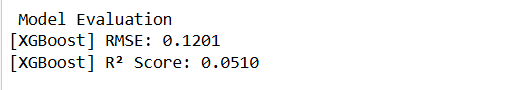 Model Evaluation
[XGBoost] RMSE: 0.1201
[XGBoost] R² Score: 0.0510